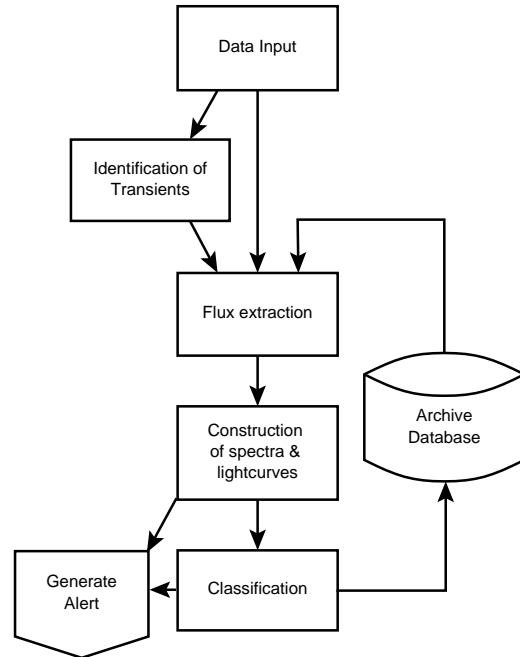 Data Input
Identification of
Transients
Flux extraction
Construction
of spectra &
lightcurves
Archive
Database
Generate
Alert
Classification